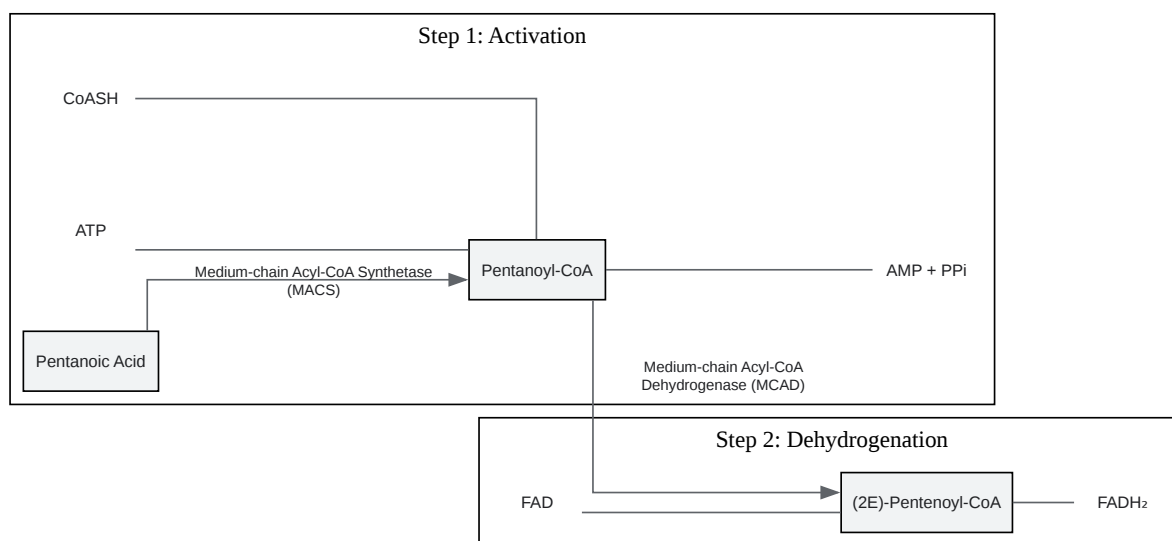 Step 1: Activation
CoASH
ATP
Medium-chain Acyl-CoA Synthetase
(MACS)
Pentanoyl-CoA
AMP + PPi
Pentanoic Acid
Medium-chain Acyl-CoA
Dehydrogenase (MCAD)
Step 2: Dehydrogenation
FAD
(2E)-Pentenoyl-CoA
FADH₂